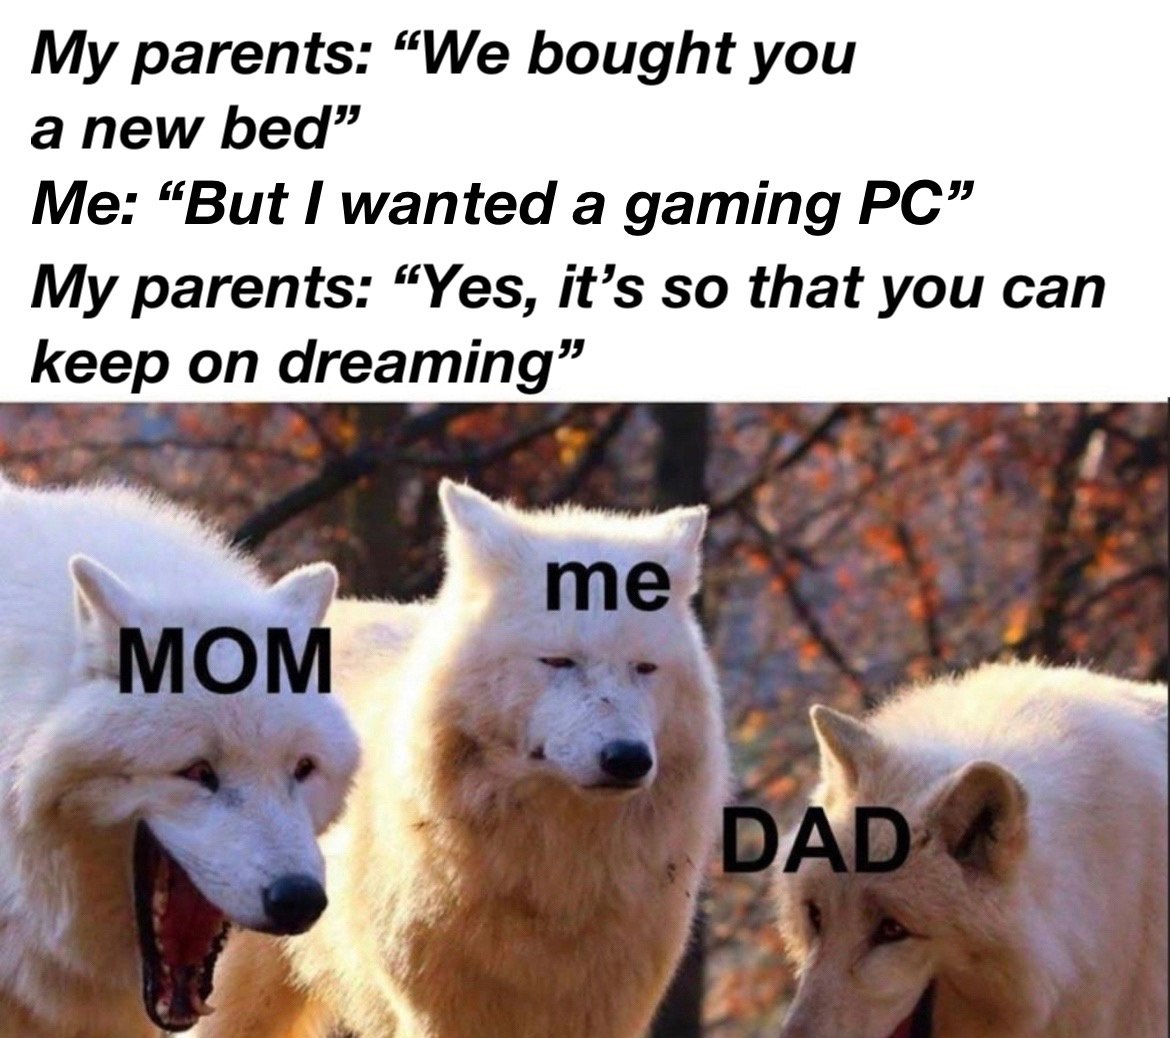 My parents: “We bought you
a new bed”
Me: “But I wanted a gaming PC”
My parents: “Yes, it’s so that you can
keep on dreaming”
me
MOM
DAD